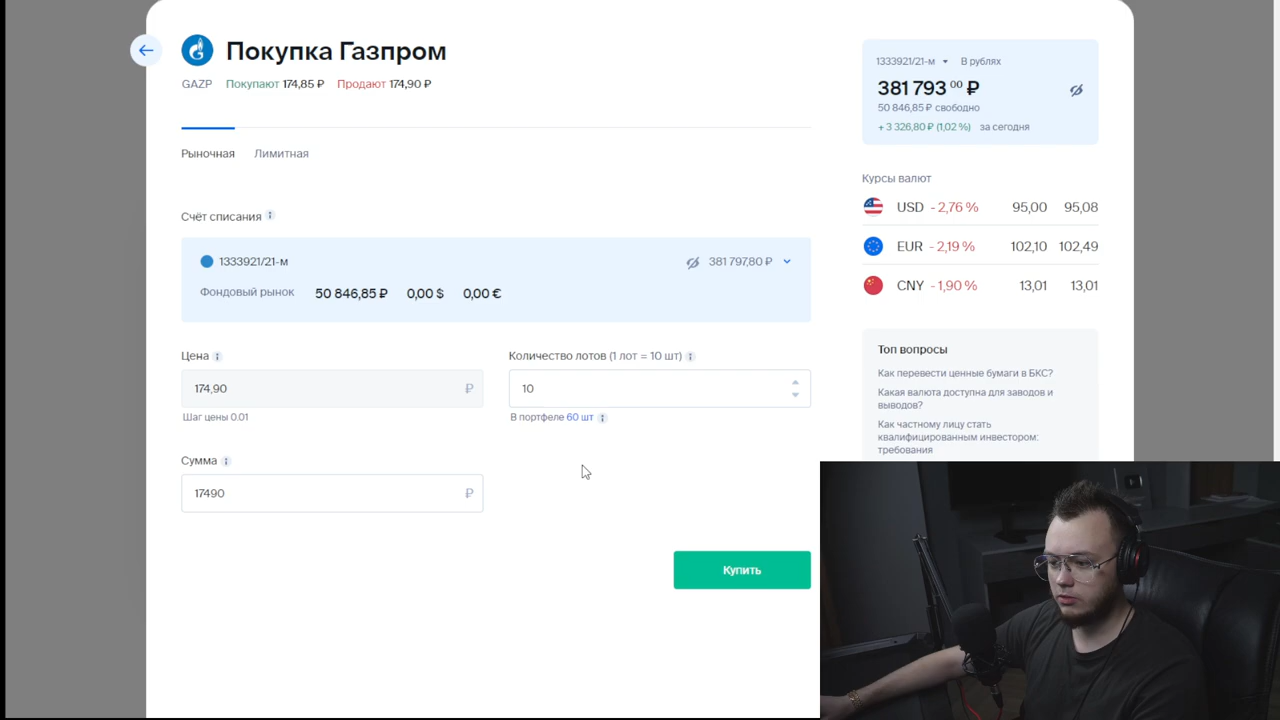 Покупка Газпром
GAZP Покупают 174,85 ₽ Продают 174,90 ₽
Рыночная Лимитная
Счёт списания
1333921/21-м 381 797,80 ₽
Фондовый рынок 50 846,85 ₽ 0,00 $ 0,00 €
Цена
174,90 ₽
Шаг цены 0.01
Количество лотов (1 лот = 10 шт)
10
В портфеле 60 шт
Сумма
17490 ₽
Купить
1333921/21-м В рублях
381 793 00 ₽
50 846,85 ₽ свободно
+ 3 326,80 ₽ (1,02 %) за сегодня
Курсы валют
USD - 2,76 % 95,00 95,08
EUR - 2,19 % 102,10 102,49
CNY - 1,90 % 13,01 13,01
Топ вопросы
Как перевести ценные бумаги в БКС?
Какая валюта доступна для заводов и
выводов?
Как частному лицу стать
квалифицированным инвестором:
требования